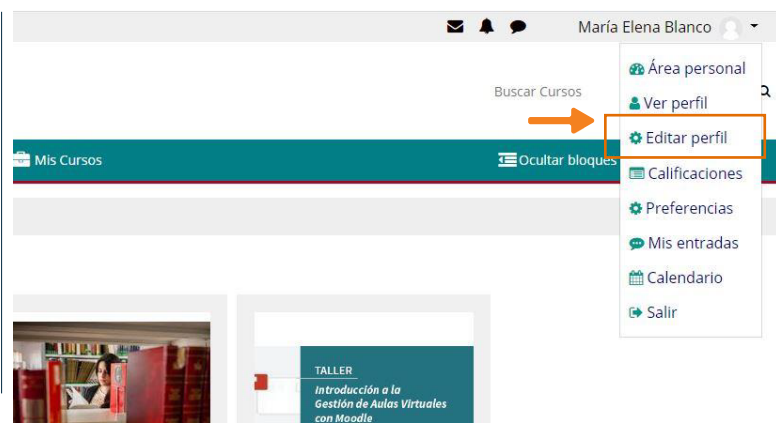 María Elena Blanco
Área personal
Buscar Cursos
Ver perfil
Editar perfil
Mis Cursos
Ocultar bloques
Calificaciones
Preferencias
Mis entradas
Calendario
Salir
TALLER
Introducción a la
Gestión de Aulas Virtuales
con Moodle